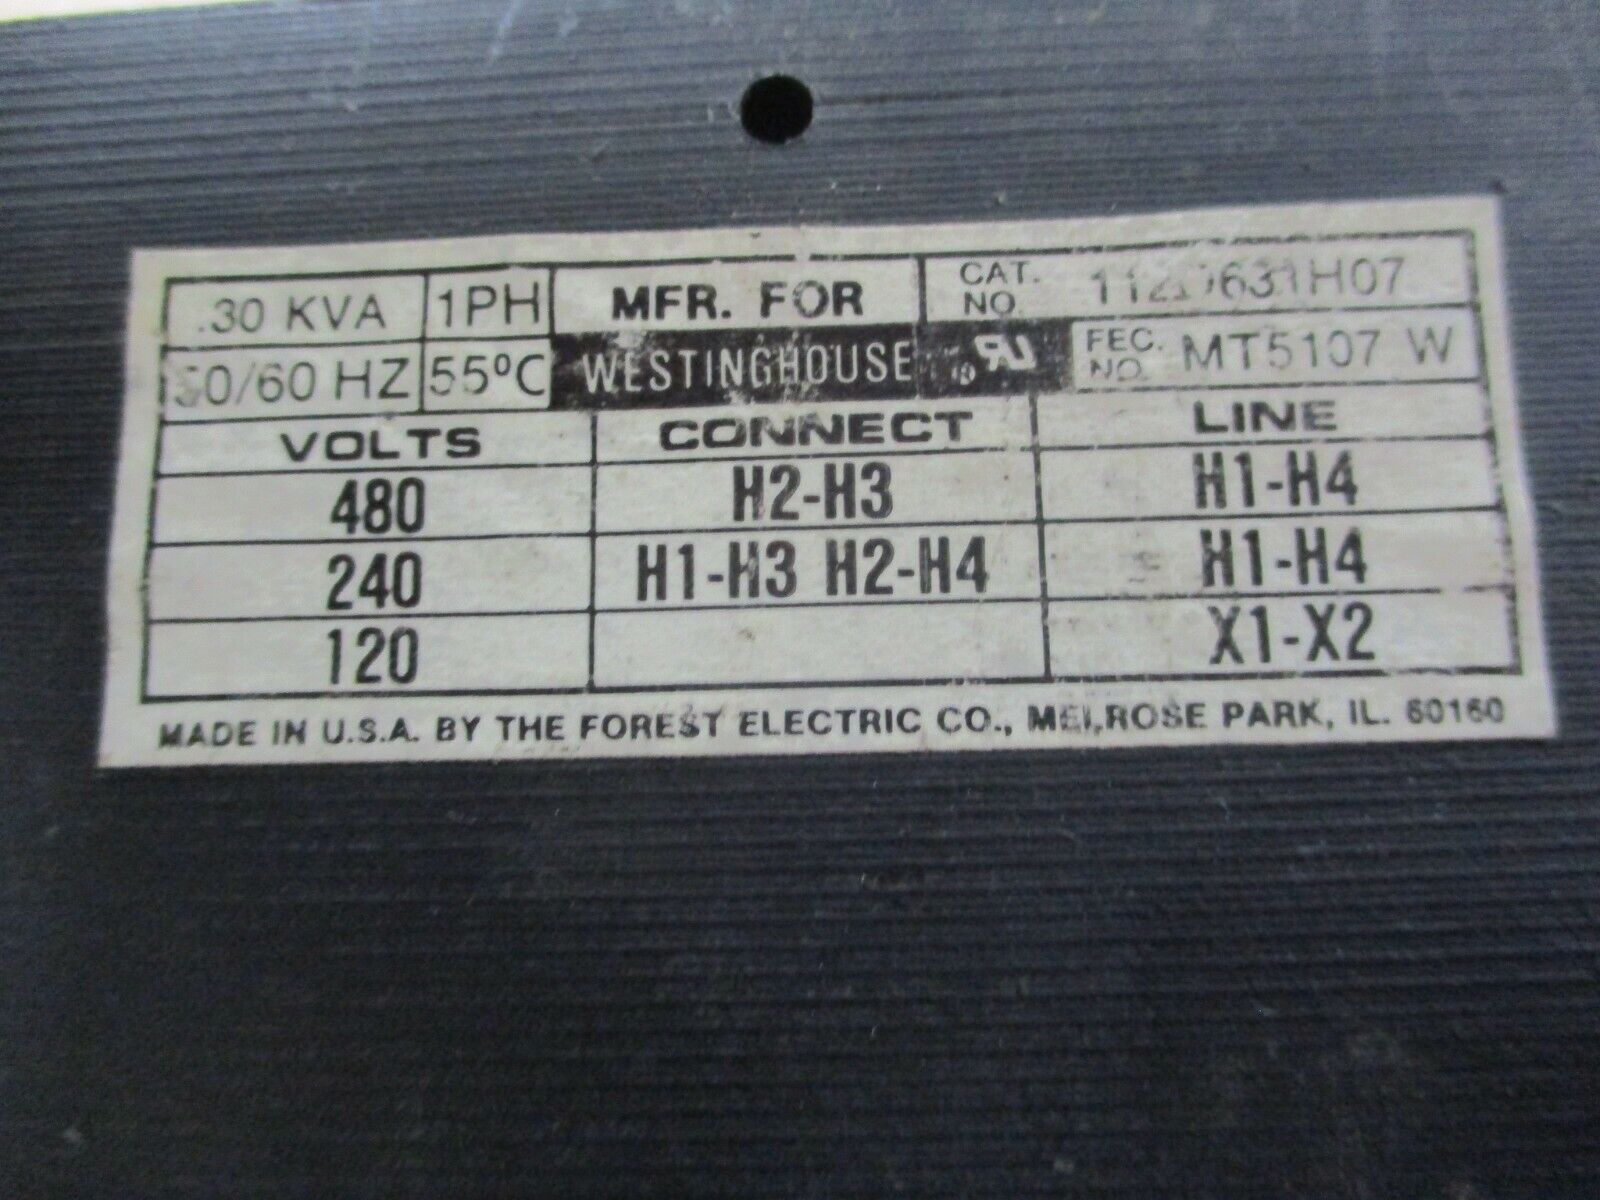 .30 KVA 1PH MFR. FOR CAT. NO.
50/60 HZ 55°C WESTINGHOUSE ® FEC. NO. MT5107 W
VOLTS CONNECT LINE
480 H2-H3 H1-H4
240 H1-H3 H2-H4 H1-H4
120 X1-X2
MADE IN U.S.A. BY THE FOREST ELECTRIC CO., MELROSE PARK, IL. 60160